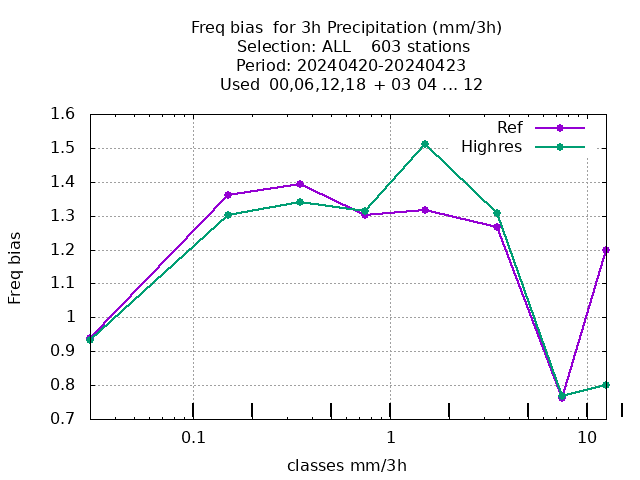 Freq bias  for 3h Precipitation (mm/3h)
Selection: ALL    603 stations
Period: 20240420-20240423
Used  00,06,12,18  + 03 04 ... 12
Ref
Highres
1.6
1.5
1.4
1.3
1.2
1.1
1
0.9
0.8
0.7
Freq bias
0.1
1
10
classes mm/3h